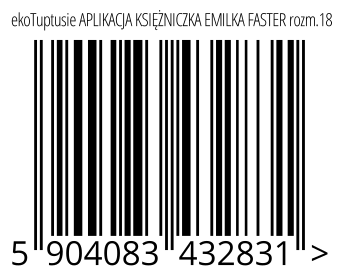 ekoTuptusie APLIKACJA KSIĘŻNICZKA EMILKA FASTER rozm.18
5 904083 432831 >